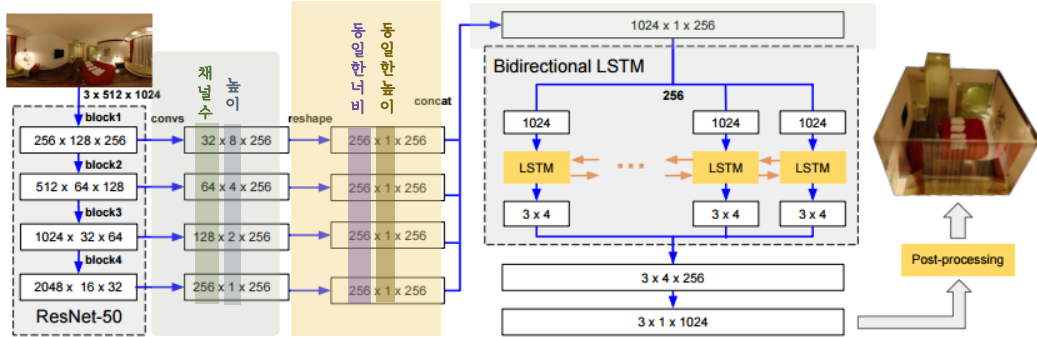 3 x 512 x 1024
block1
256 x 128 x 256
block2
512 x 64 x 128
block3
1024 x 32 x 64
block4
2048 x 16 x 32
ResNet-50
convs
채널수
높이
32 x 8 x 256
64 x 4 x 256
128 x 2 x 256
256 x 1 x 256
reshape
동일한너비
동일한높이
256 x 1 x 256
256 x 1 x 256
256 x 1 x 256
256 x 1 x 256
concat
1024 x 1 x 256
Bidirectional LSTM
256
1024
1024
1024
LSTM
LSTM
LSTM
3 x 4
3 x 4
3 x 4
3 x 4 x 256
3 x 1 x 1024
Post-processing